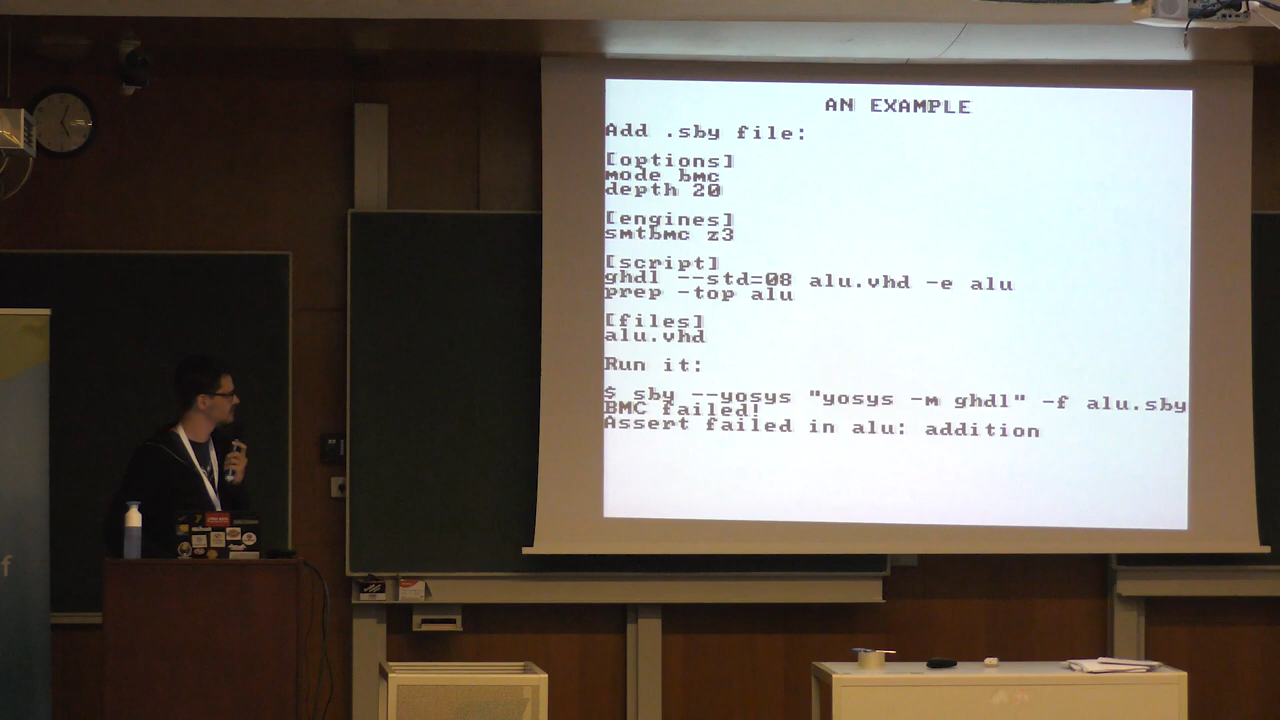 AN EXAMPLE
Add .sby file:
[options]
mode bmc
depth 20
[engines]
smtbmc z3
[script]
ghdl --std=08 alu.vhd -e alu
prep -top alu
[files]
alu.vhd
Run it:
$ sby --yosys "yosys -m ghdl" -f alu.sby
BMC failed!
Assert failed in alu: addition
f